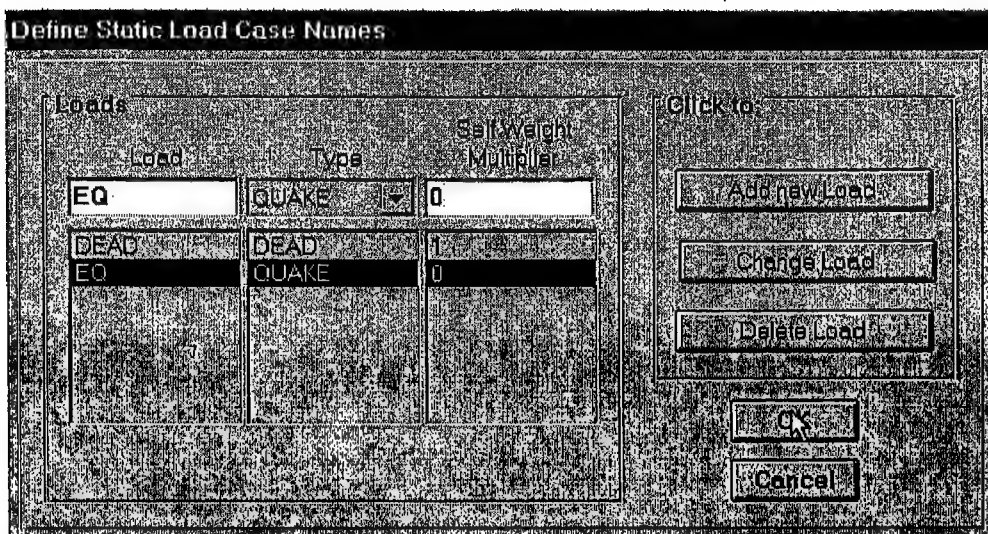 Define Static Load Case Names
Loads
Load
Type
Self Weight
Multiplier
EQ
QUAKE
0
DEAD
DEAD
1
EQ
QUAKE
0
Click to:
Add new Load
Change Load
Delete Load
OK
Cancel